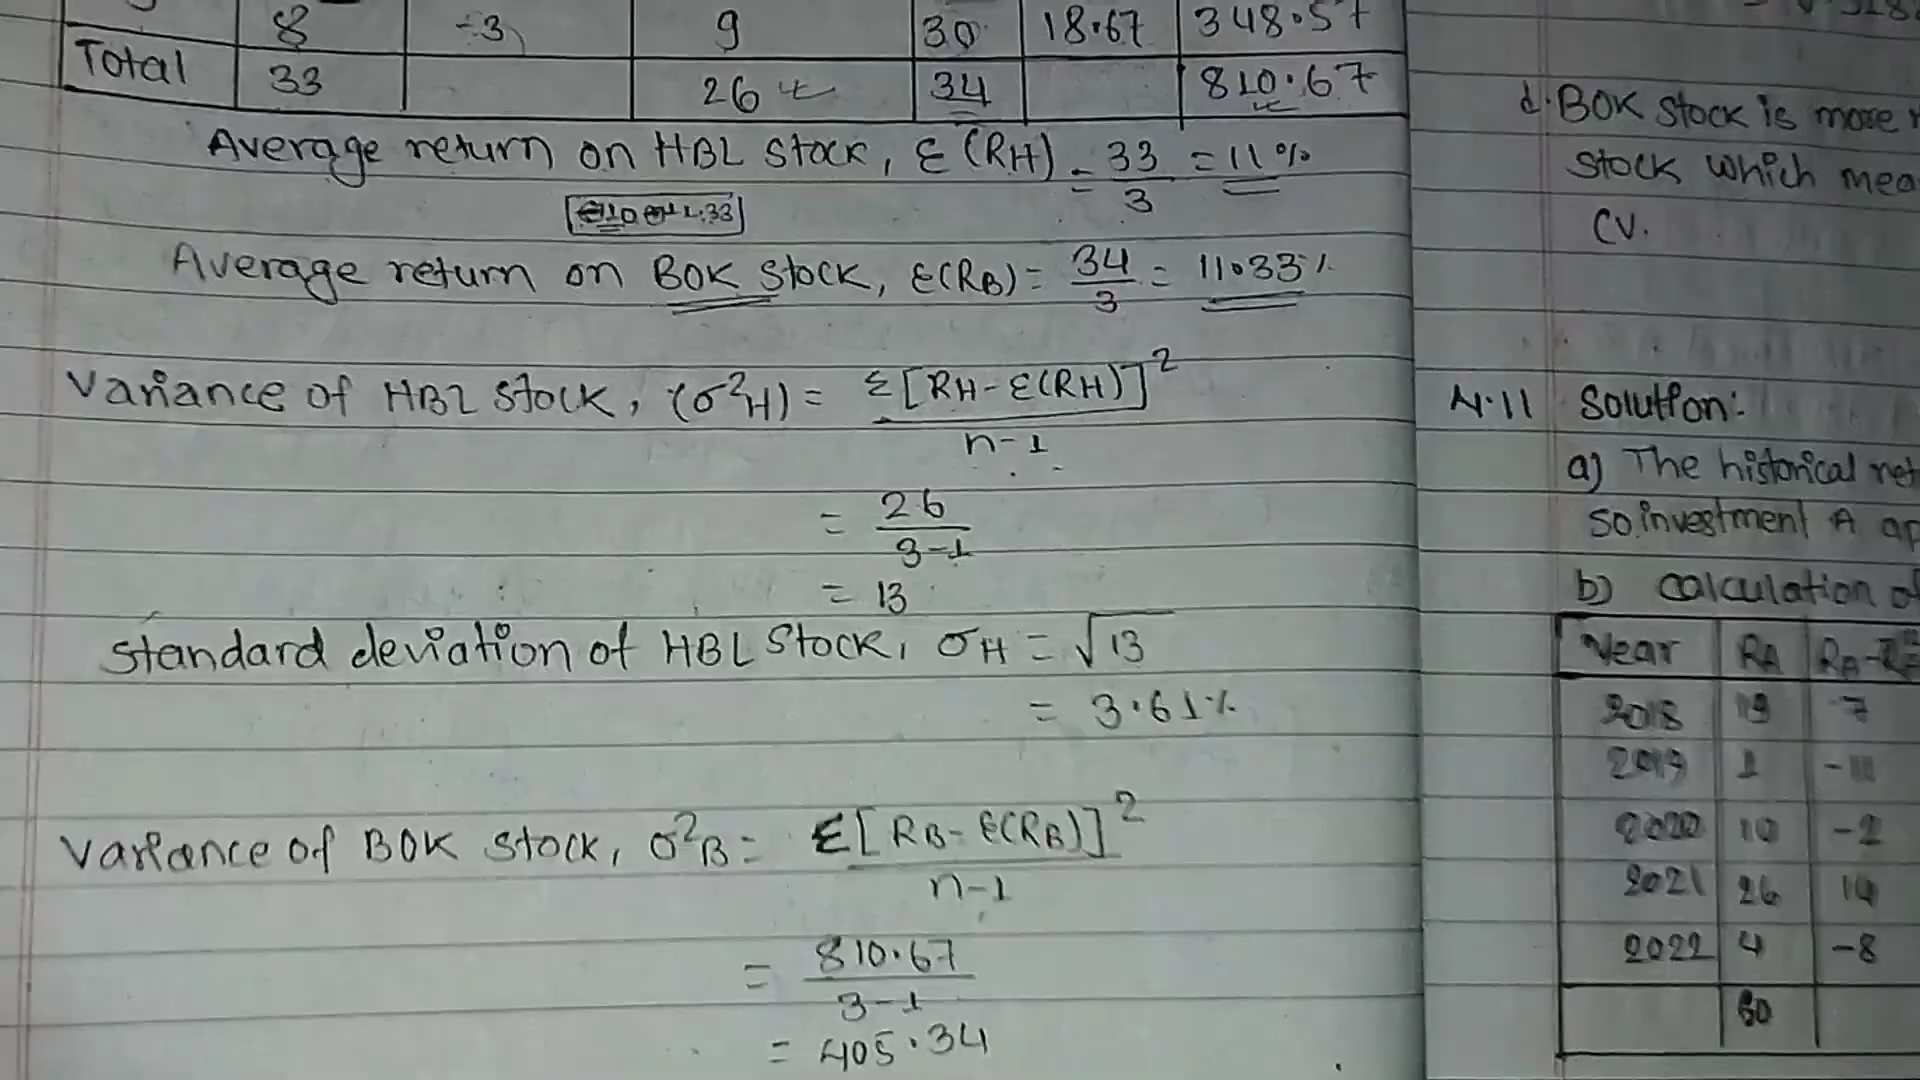 8 -3 9 30 18.67 348.57
Total 33 26 34 810.67
Average return on HBL Stock, Ɛ(RH) = 33/3 = 11%
Average return on BOK Stock, Ɛ(RB) = 34/3 = 11.33%
Variance of HBL Stock, (σ²H) = Ɛ[RH-Ɛ(RH)]²/n-1
= 26/3-1
= 13
Standard deviation of HBL Stock, σH = √13
= 3.61%
Variance of BOK Stock, σ²B = Ɛ[RB-Ɛ(RB)]²/n-1
= 810.67/3-1
= 405.34
d. BOK Stock is more
Stock which mea
CV.
4.11 Solution:-
a) The historical ret
so investment A ap
b) calculation of
Year RA
2018 19 7
2019 1 -11
2020 10 -2
2021 26 14
2022 4 -8
60